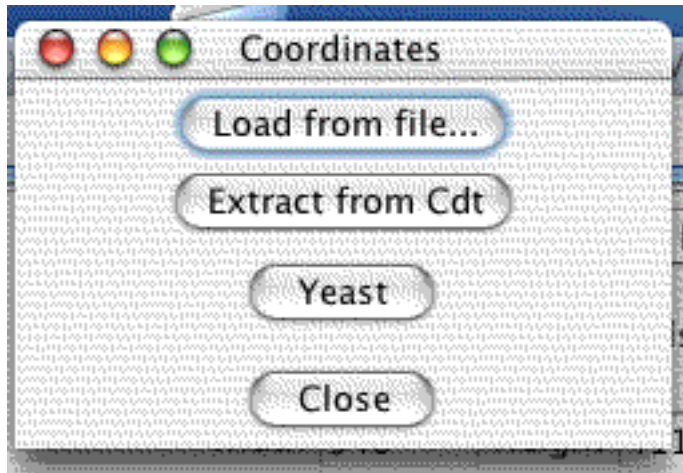 Coordinates
Load from file...
Extract from Cdt
Yeast
Close